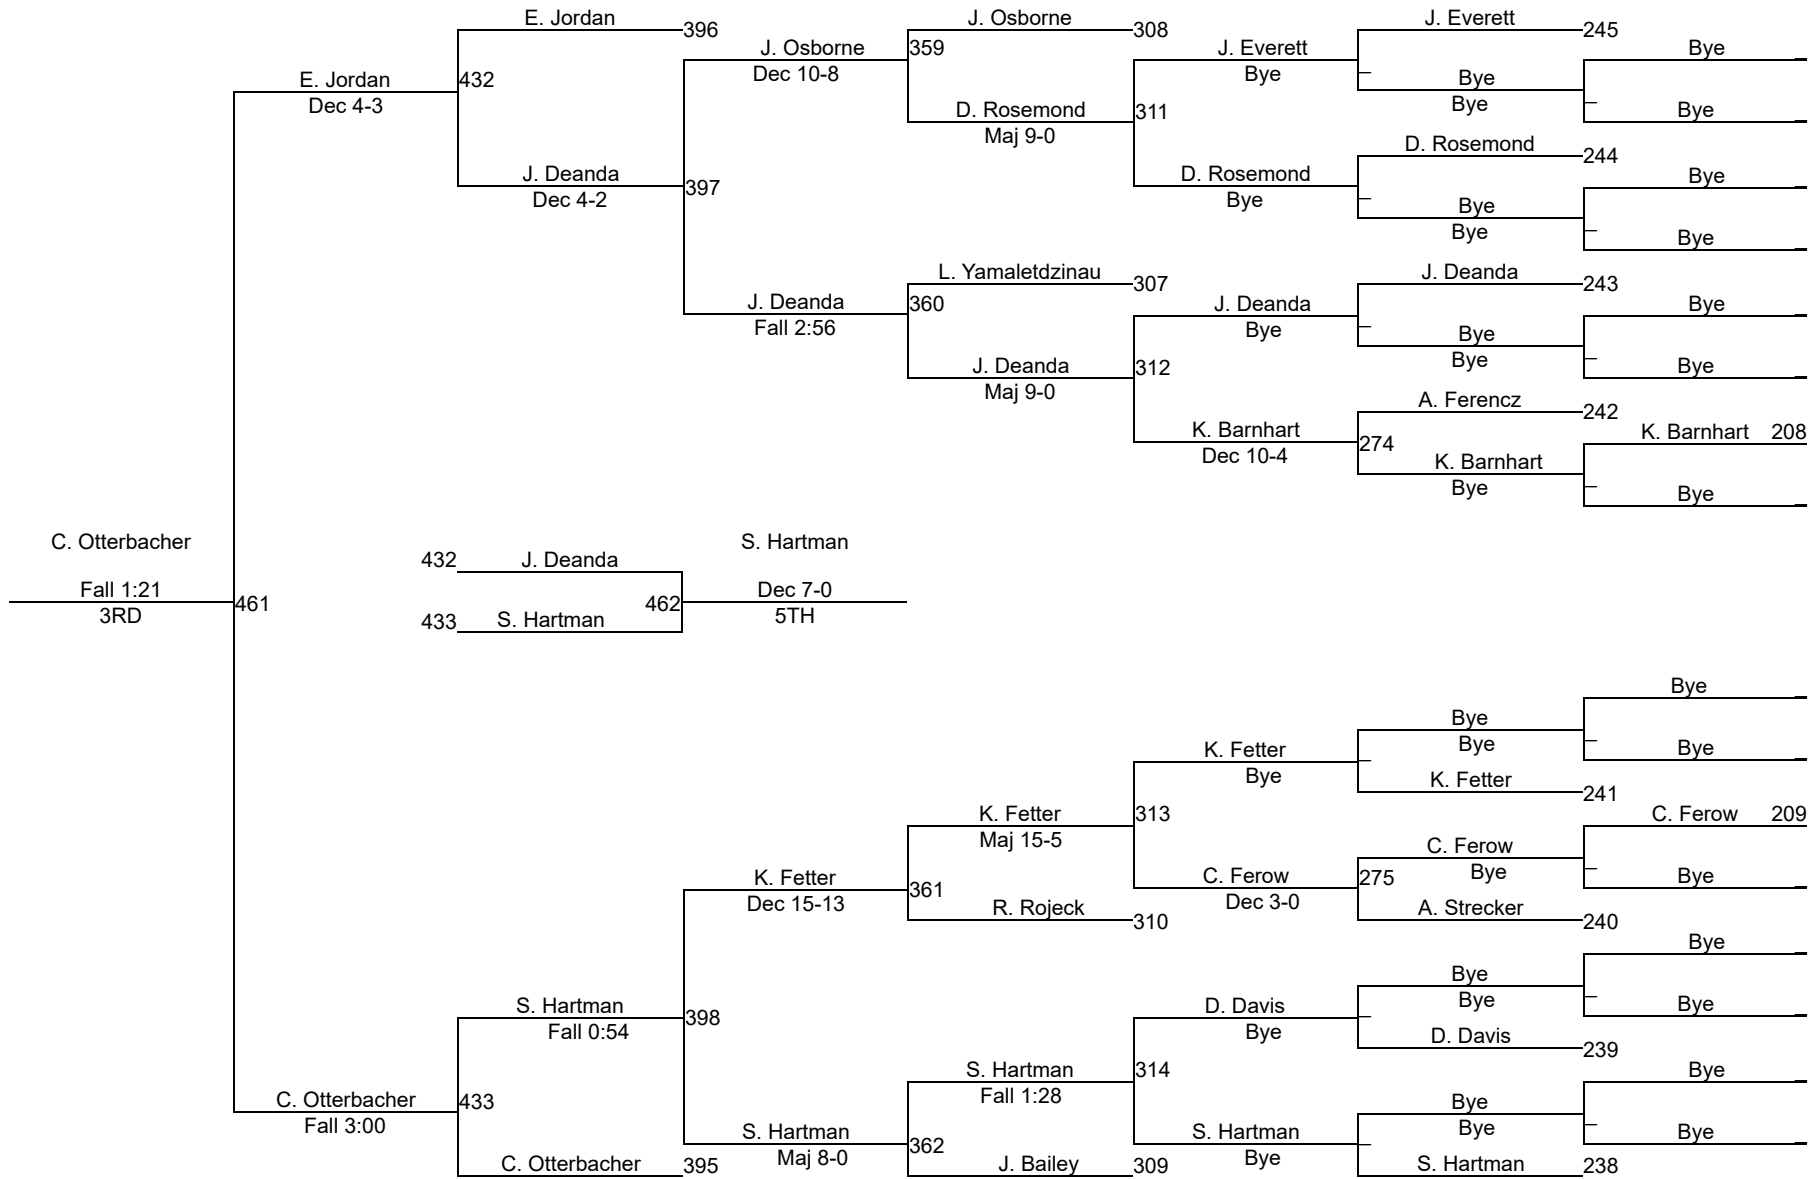 E. Jordan
396
J. Osborne
308
J. Everett
245
Bye
J. Osborne
Dec 10-8
359
J. Everett
Bye
Bye
Bye
Bye
E. Jordan
Dec 4-3
432
D. Rosemond
Maj 9-0
311
D. Rosemond
244
Bye
J. Deanda
Dec 4-2
397
D. Rosemond
Bye
Bye
Bye
Bye
L. Yamaletdzinau
307
J. Deanda
243
Bye
J. Deanda
Fall 2:56
360
J. Deanda
Bye
Bye
Bye
Bye
J. Deanda
Maj 9-0
312
A. Ferencz
242
K. Barnhart 208
K. Barnhart
Dec 10-4
274
K. Barnhart
Bye
Bye
C. Otterbacher
Fall 1:21
3RD
461
432
J. Deanda
433
S. Hartman
462
S. Hartman
Dec 7-0
5TH
Bye
Bye
Bye
Bye
K. Fetter
Bye
K. Fetter
241
K. Fetter
Maj 15-5
313
C. Ferow 209
C. Ferow
Bye
Bye
K. Fetter
Dec 15-13
361
C. Ferow
Dec 3-0
275
R. Rojeck
310
A. Strecker
240
Bye
Bye
Bye
Bye
S. Hartman
Fall 0:54
398
D. Davis
Bye
D. Davis
239
S. Hartman
Fall 1:28
314
Bye
C. Otterbacher
Fall 3:00
433
Bye
Bye
Bye
S. Hartman
Maj 8-0
362
S. Hartman
Bye
C. Otterbacher
395
J. Bailey
309
S. Hartman
238